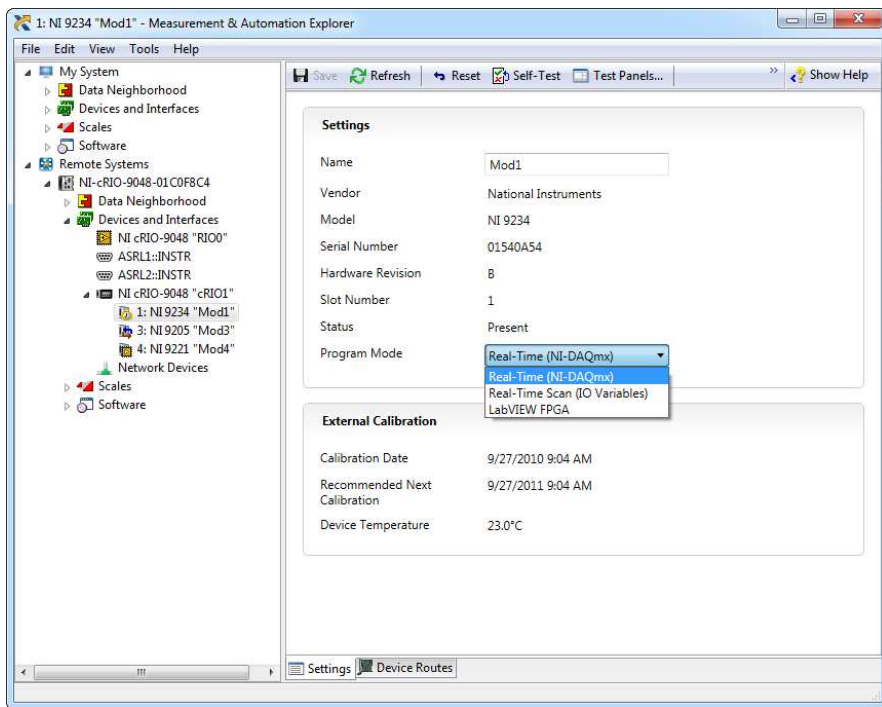 1: NI 9234 "Mod1" - Measurement & Automation Explorer
File Edit View Tools Help
My System
Data Neighborhood
Devices and Interfaces
Scales
Software
Remote Systems
NI-cRIO-9048-01C0F8C4
Data Neighborhood
Devices and Interfaces
NI cRIO-9048 "RIO0"
ASRL1::INSTR
ASRL2::INSTR
NI cRIO-9048 "cRIO1"
1: NI 9234 "Mod1"
3: NI 9205 "Mod3"
4: NI 9221 "Mod4"
Network Devices
Scales
Software
Save Refresh Reset Self-Test Test Panels... » Show Help
Settings
Name Mod1
Vendor National Instruments
Model NI 9234
Serial Number 01540A54
Hardware Revision B
Slot Number 1
Status Present
Program Mode Real-Time (NI-DAQmx)
Real-Time (NI-DAQmx)
Real-Time Scan (IO Variables)
LabVIEW FPGA
External Calibration
Calibration Date 9/27/2010 9:04 AM
Recommended Next 9/27/2011 9:04 AM
Calibration
Device Temperature 23.0°C
Settings Device Routes